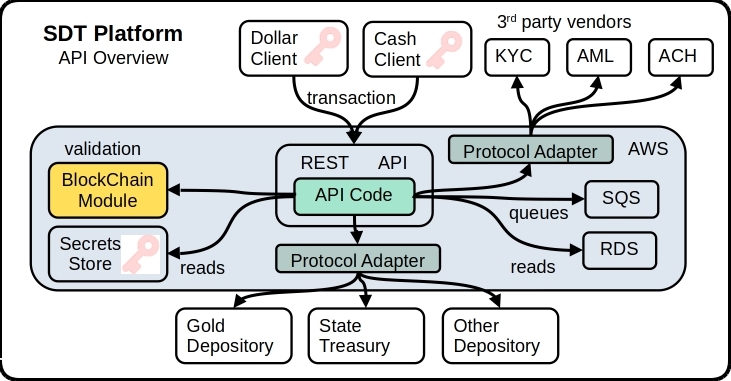 SDT Platform
API Overview
Dollar
Client
Cash
Client
3rd party vendors
KYC
AML
ACH
transaction
validation
REST API
Protocol Adapter
AWS
BlockChain
Module
API Code
SQS
queues
Secrets
Store
reads
Protocol Adapter
reads
RDS
Gold
Depository
State
Treasury
Other
Depository